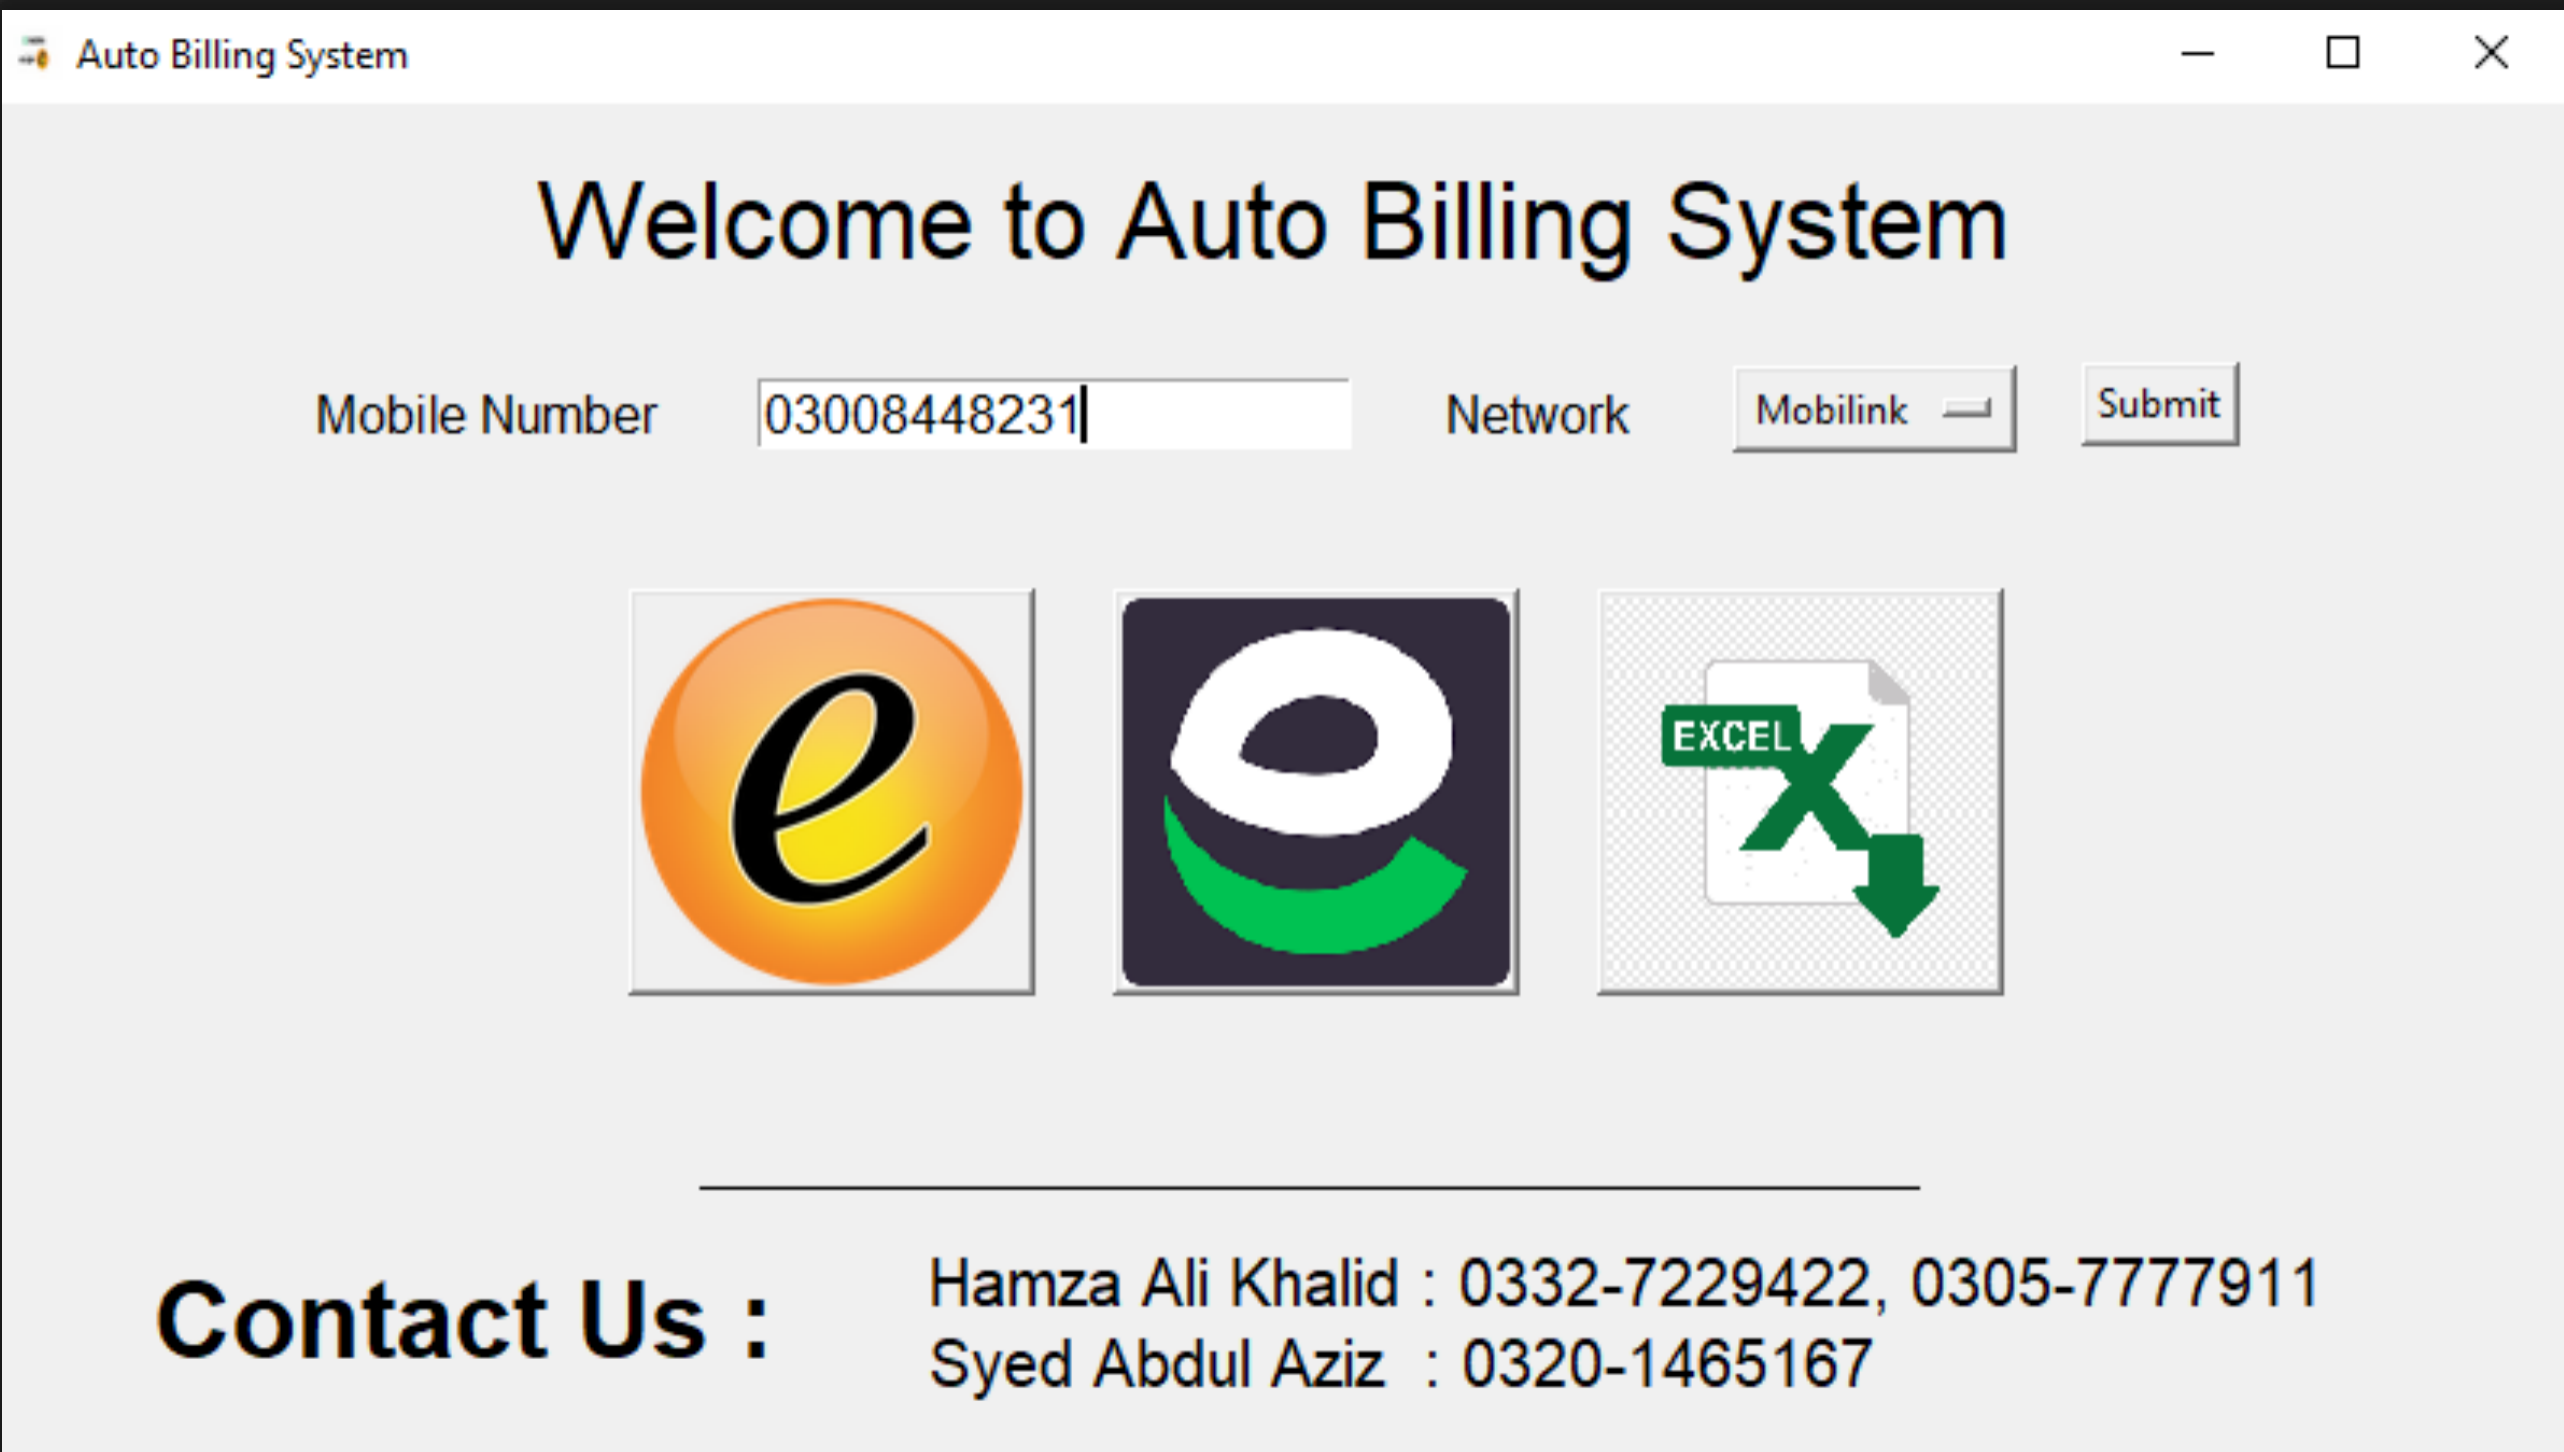 Auto Billing System
Welcome to Auto Billing System
Mobile Number 03008448231 Network Mobilink Submit
e
EXCEL X
Contact Us :
Hamza Ali Khalid : 0332-7229422, 0305-7777911
Syed Abdul Aziz : 0320-1465167